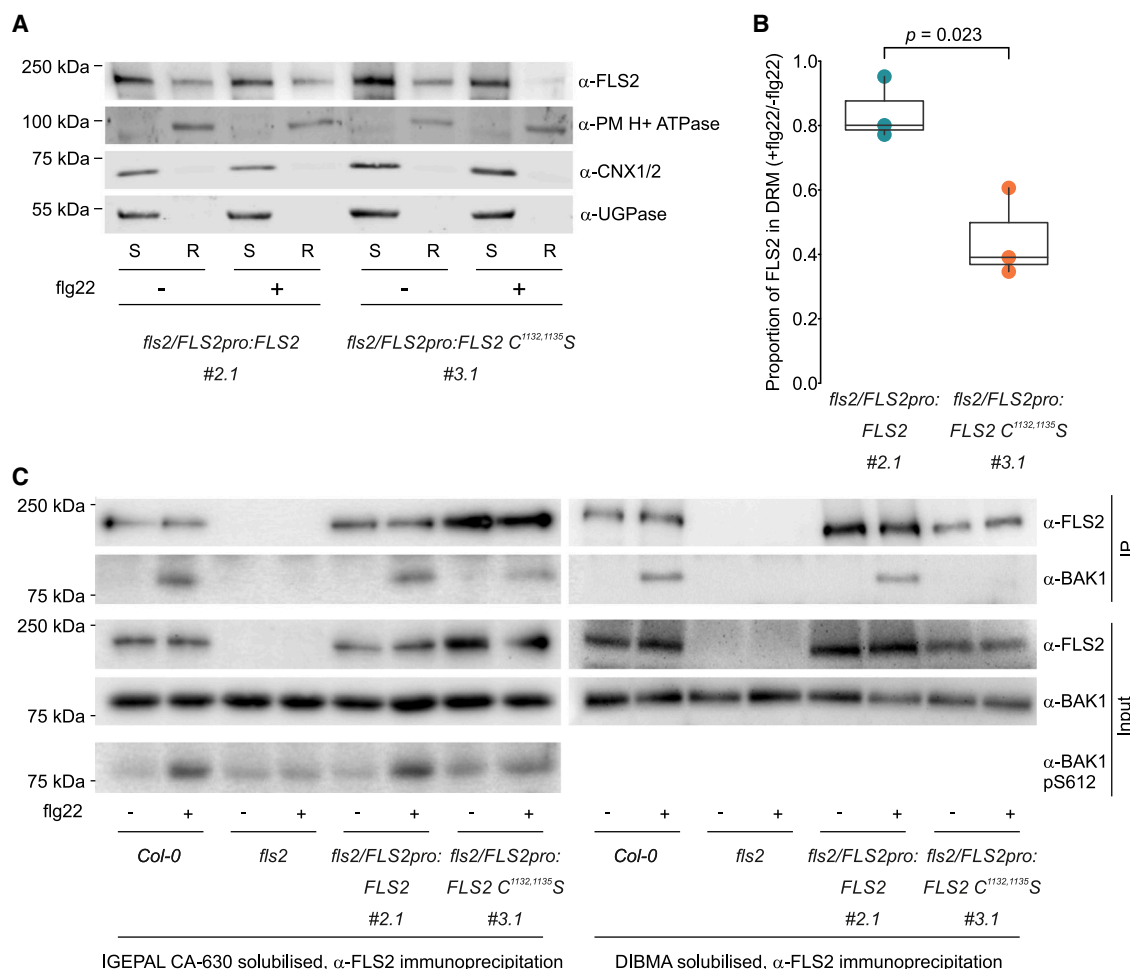 A
250 kDa
α-FLS2
100 kDa
α-PM H+ ATPase
75 kDa
α-CNX1/2
55 kDa
α-UGPase
S R S R S R S R
flg22 - + - +
fls2/FLS2pro:FLS2 fls2/FLS2pro:FLS2 C1132,1135S
#2.1 #3.1
B
p = 0.023
Proportion of FLS2 in DRM (+flg22/-flg22)
1.0
0.8
0.6
0.4
0.2
0.0
fls2/FLS2pro: fls2/FLS2pro:
FLS2 FLS2 C1132,1135S
#2.1 #3.1
C
250 kDa
α-FLS2
75 kDa
α-BAK1
IP
250 kDa
α-FLS2
75 kDa
α-BAK1
75 kDa
α-BAK1
pS612
Input
flg22 - + - + - + - + - + - + - + - +
Col-0 fls2 fls2/FLS2pro: fls2/FLS2pro: Col-0 fls2 fls2/FLS2pro: fls2/FLS2pro:
FLS2 FLS2 C1132,1135S FLS2 FLS2 C1132,1135S
#2.1 #3.1 #2.1 #3.1
IGEPAL CA-630 solubilised, α-FLS2 immunoprecipitation DIBMA solubilised, α-FLS2 immunoprecipitation